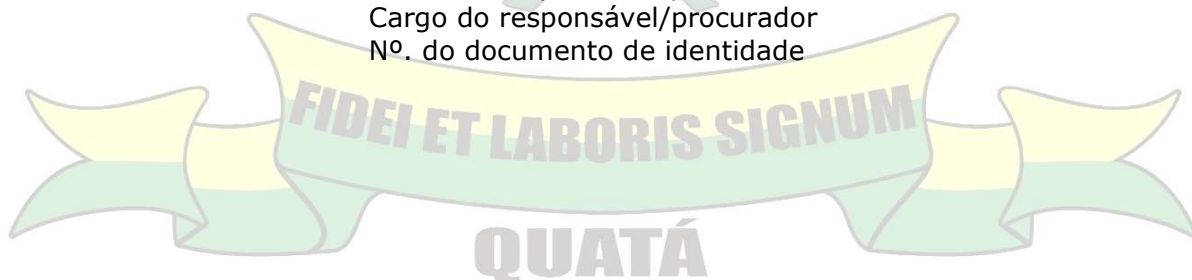 Cargo do responsável/procurador
Nº. do documento de identidade
FIDEI ET LABORIS SIGNUM
QUATÁ